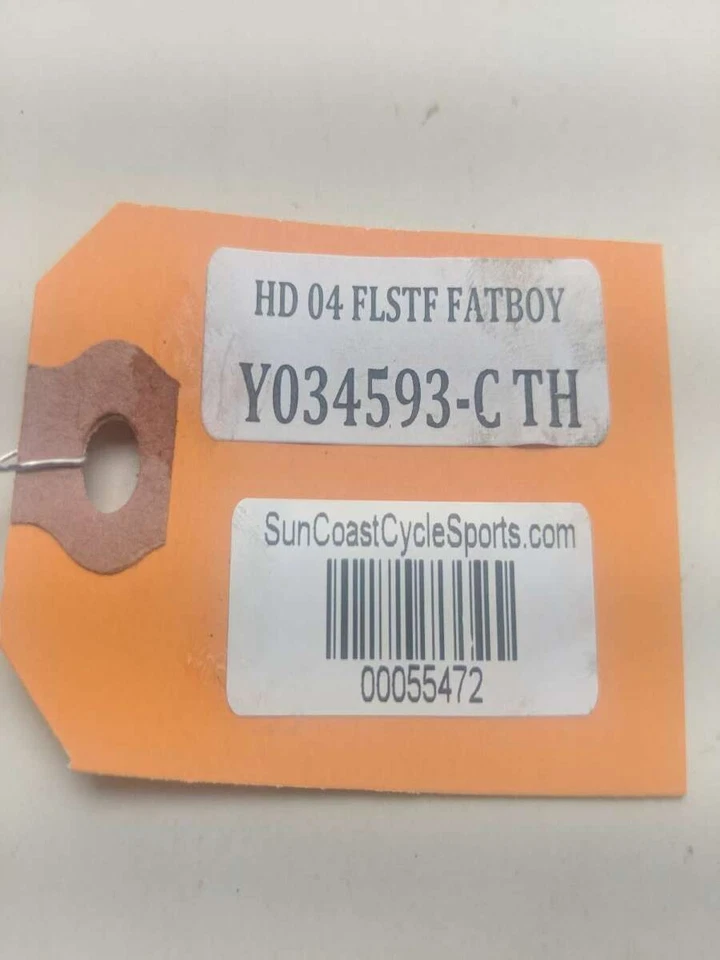 HD 04 FLSTF FATBOY
Y034593-C TH
SunCoastCycleSports.com
00055472